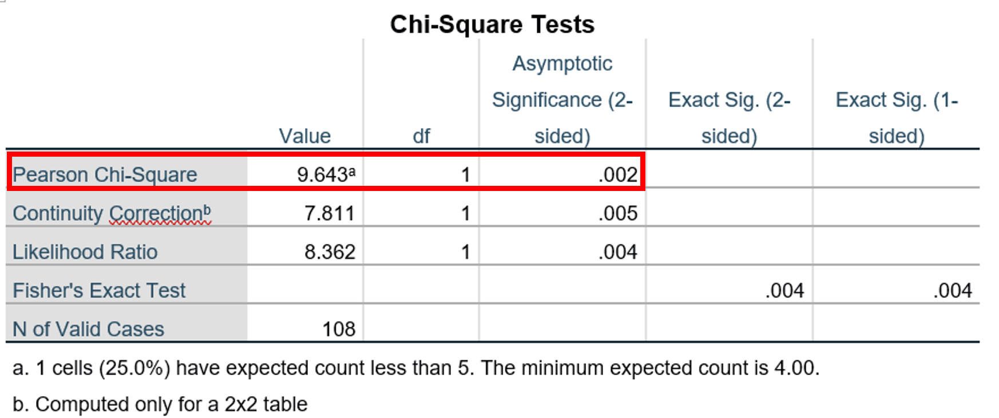 Chi-Square Tests
Asymptotic
Significance (2- Exact Sig. (2- Exact Sig. (1-
Value df sided) sided) sided)
Pearson Chi-Square 9.643a 1 .002
Continuity Correctionb 7.811 1 .005
Likelihood Ratio 8.362 1 .004
Fisher's Exact Test .004 .004
N of Valid Cases 108
a. 1 cells (25.0%) have expected count less than 5. The minimum expected count is 4.00.
b. Computed only for a 2x2 table